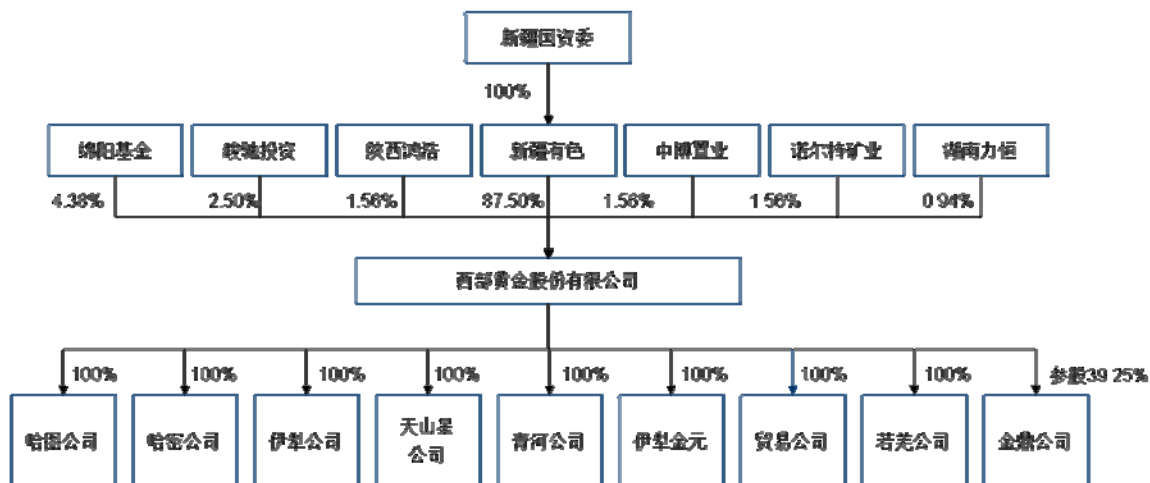 新疆国资委
100%
绵阳基金 骏驰投资 陕西鸿浩 新疆有色 中博置业 诺尔特矿业 湖南力恒
4.38% 2.50% 1.56% 87.50% 1.56% 1.56% 0.94%
西部黄金股份有限公司
100% 100% 100% 100% 100% 100% 100% 100% 参股39.25%
哈图公司 哈密公司 伊犁公司 天山星 青河公司 伊犁金元 贸易公司 若羌公司 金鼎公司
公司